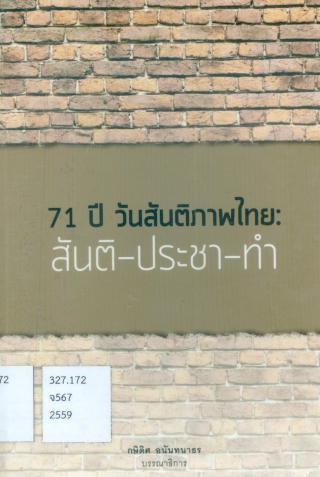 71 ปี วันสันติภาพไทย:
สันติ-ประชา-ทำ
72
327.172
จ567
2559
กษิดิศ อนันทนาธร
บรรณาธิการ